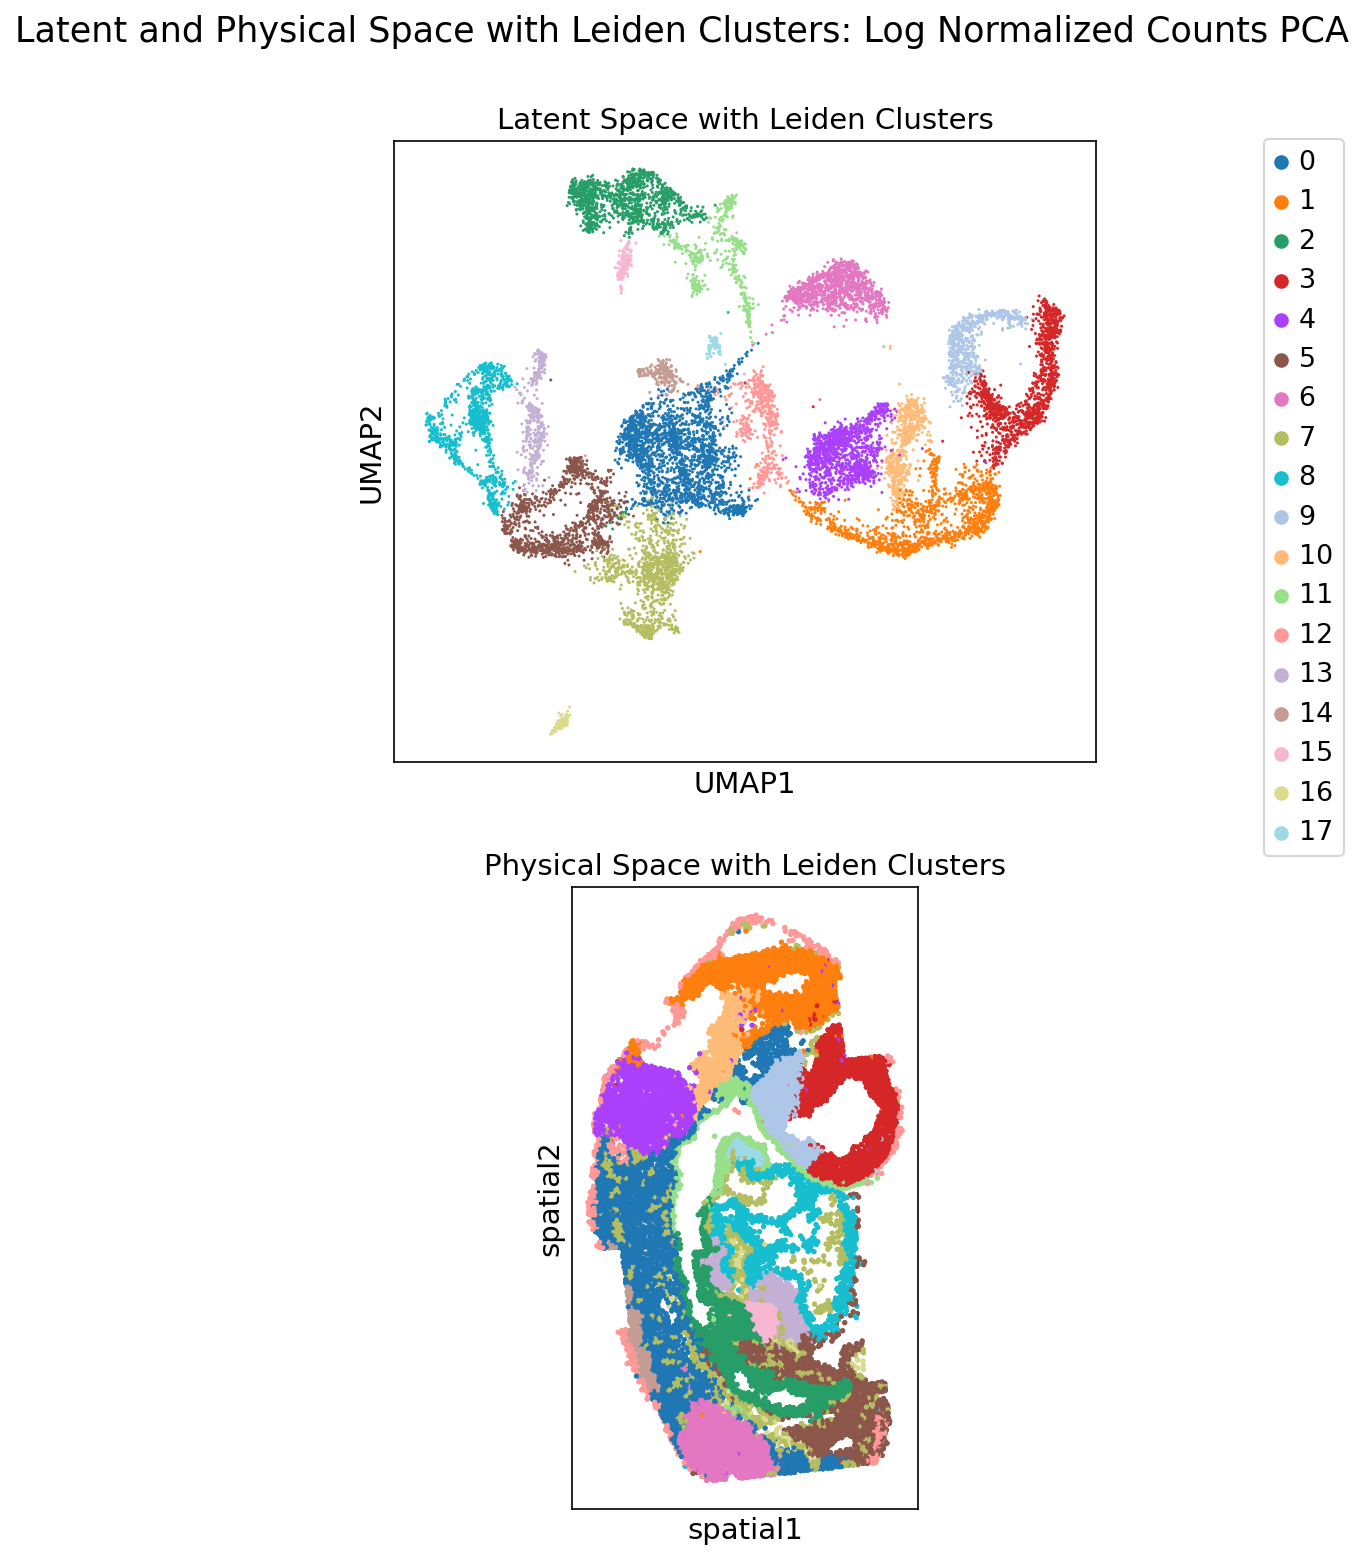 Latent and Physical Space with Leiden Clusters: Log Normalized Counts PCA
Latent Space with Leiden Clusters
UMAP2
UMAP1
0
1
2
3
4
5
6
7
8
9
10
11
12
13
14
15
16
17
Physical Space with Leiden Clusters
spatial2
spatial1